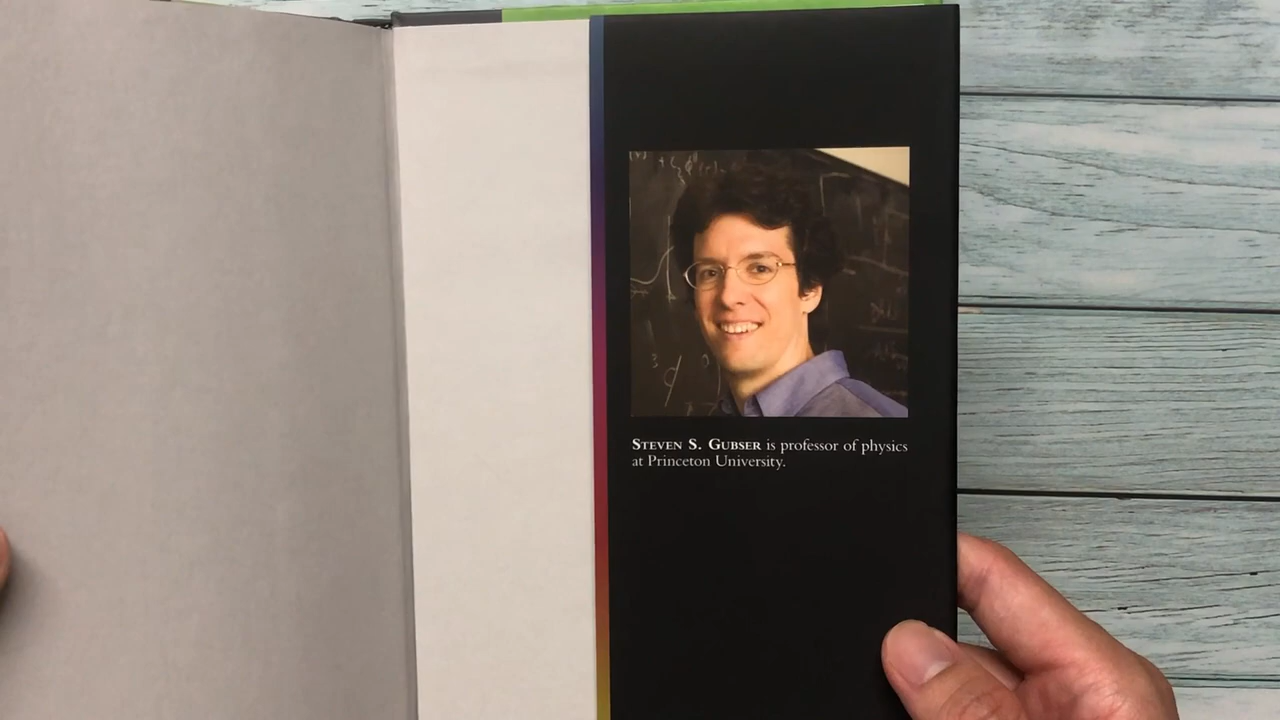 STEVEN S. GUBSER is professor of physics
at Princeton University.